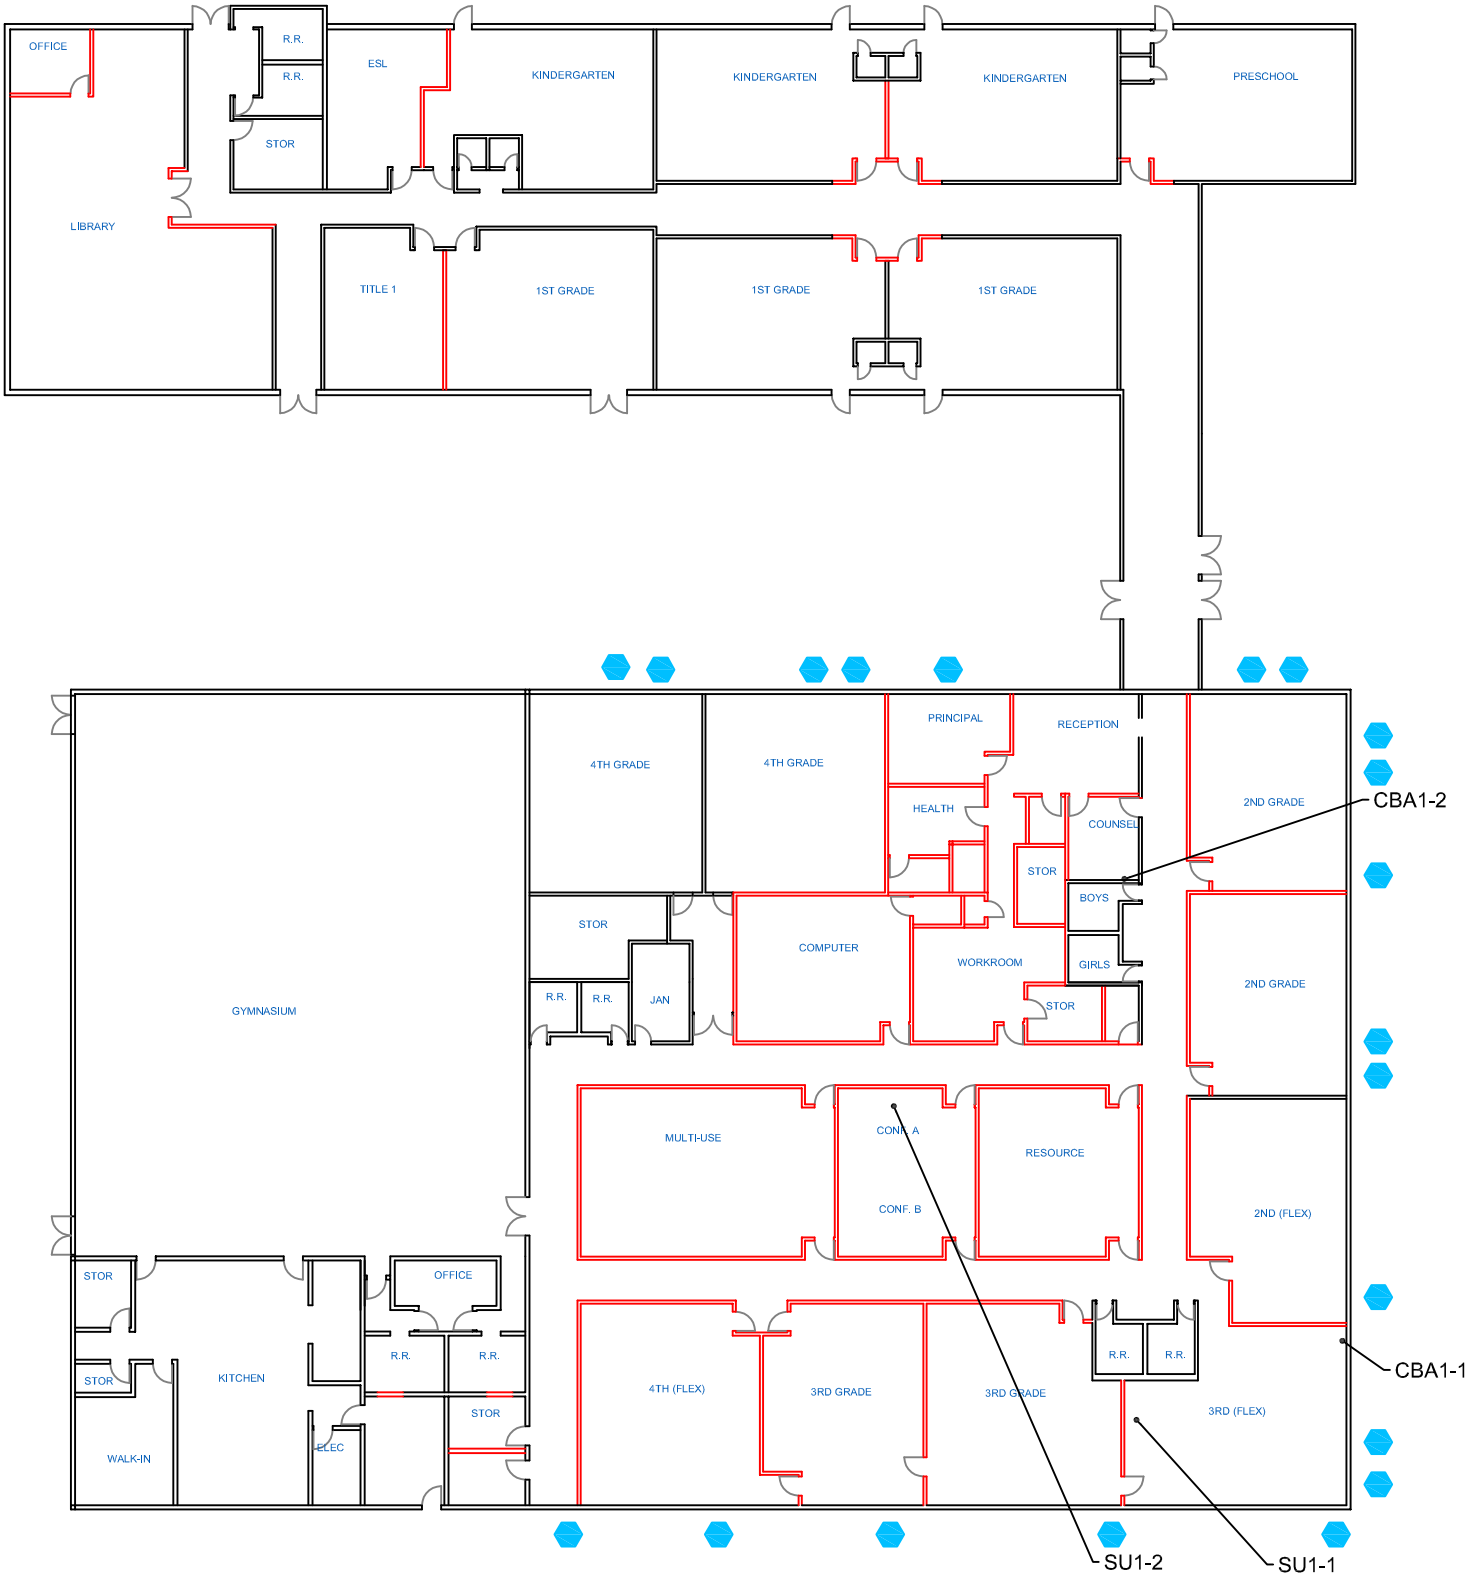 OFFICE
R.R.
R.R.
ESL
KINDERGARTEN
KINDERGARTEN
KINDERGARTEN
PRESCHOOL
STOR
LIBRARY
TITLE 1
1ST GRADE
1ST GRADE
1ST GRADE
PRINCIPAL
RECEPTION
4TH GRADE
4TH GRADE
2ND GRADE
CBA1-2
HEALTH
COUNSEL
STOR
BOYS
STOR
COMPUTER
WORKROOM
GIRLS
2ND GRADE
R.R.
R.R.
JAN
STOR
GYMNASIUM
MULTI-USE
CONF. A
RESOURCE
CONF. B
2ND (FLEX)
STOR
OFFICE
R.R.
R.R.
R.R.
R.R.
CBA1-1
STOR
KITCHEN
4TH (FLEX)
3RD GRADE
3RD GRADE
3RD (FLEX)
STOR
ELEC
WALK-IN
SU1-2
SU1-1